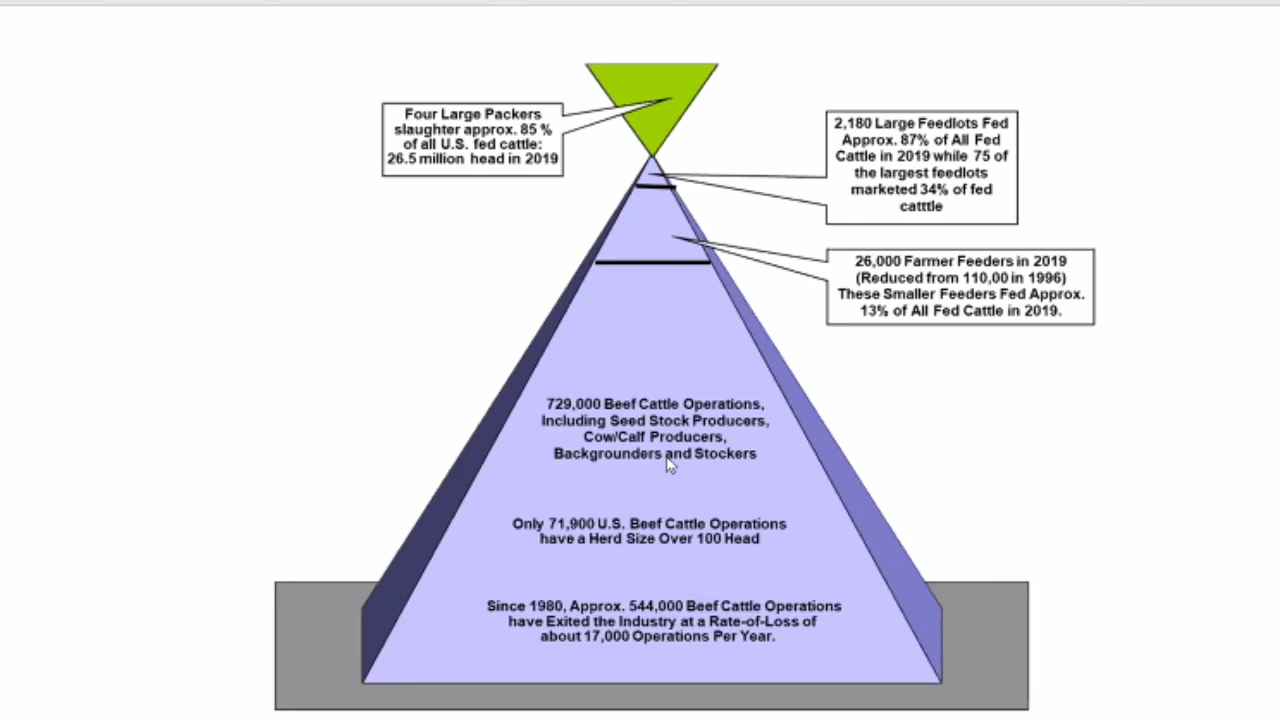 Four Large Packers
slaughter approx. 85 %
of all U.S. fed cattle:
26.5 million head in 2019
2,180 Large Feedlots Fed
Approx. 87% of All Fed
Cattle in 2019 while 75 of
the largest feedlots
marketed 34% of fed
catttle
26,000 Farmer Feeders in 2019
(Reduced from 110,00 in 1996)
These Smaller Feeders Fed Approx.
13% of All Fed Cattle in 2019.
729,000 Beef Cattle Operations,
Including Seed Stock Producers,
Cow/Calf Producers,
Backgrounders and Stockers
Only 71,900 U.S. Beef Cattle Operations
have a Herd Size Over 100 Head
Since 1980, Approx. 544,000 Beef Cattle Operations
have Exited the Industry at a Rate-of-Loss of
about 17,000 Operations Per Year.